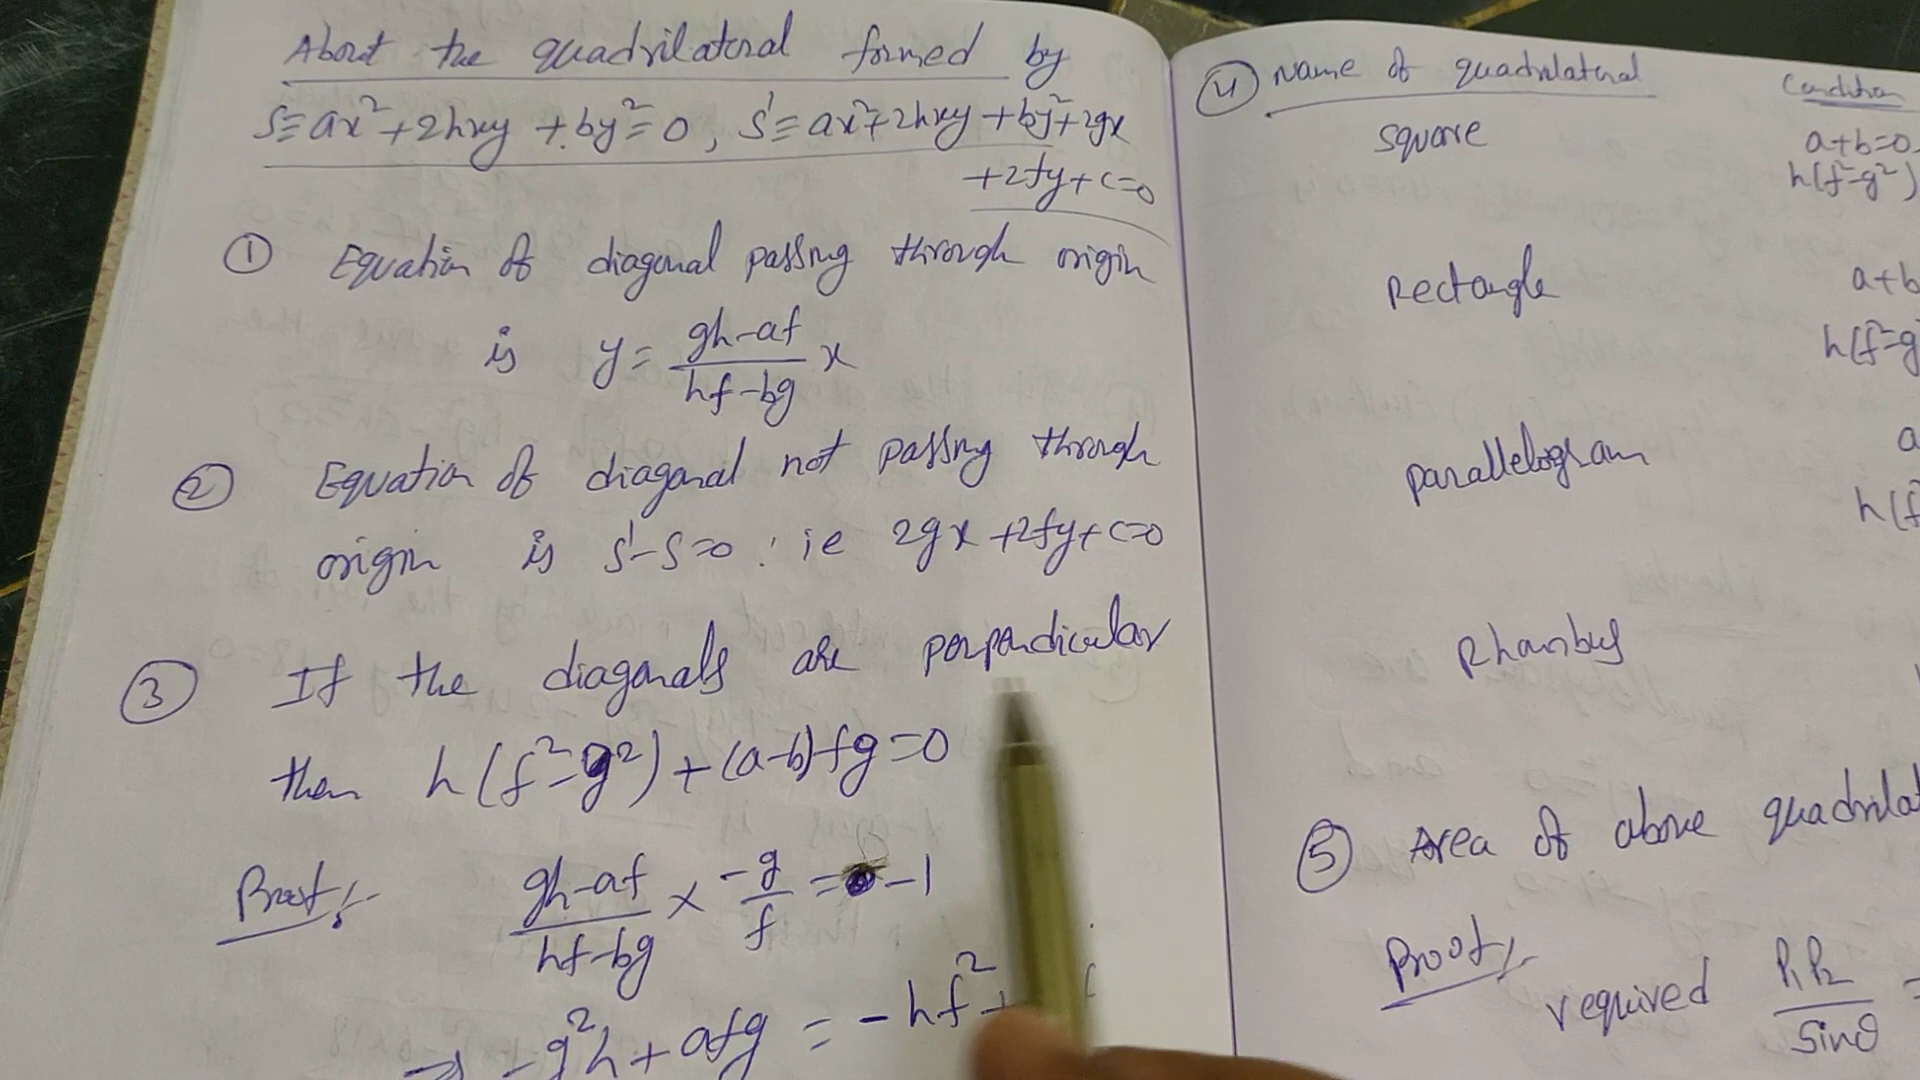 About the quadrilateral formed by
S≡ax²+2hxy+by²=0, S'≡ax²+2hxy+by²+2gx
+2fy+c=0
① Equation of diagonal passing through origin
is y = (gh-af)/(hf-bg) x
② Equation of diagonal not passing through
origin is S'-S=0. ie 2gx+2fy+c=0
③ If the diagonals are perpendicular
then h(f²-g²)+(a-b)fg=0
Proof:- (gh-af)/(hf-bg) × -g/f = -1
⇒ -g²h+afg = -hf²+
④ Name of quadrilateral Condition
Square a+b=0,
h(f²-g²)
Rectangle a+b
h(f²-g
parallelogram a
h(f
Rhombus
⑤ Area of above quadrilat
Proof:-
required P₁P₂/Sinθ =